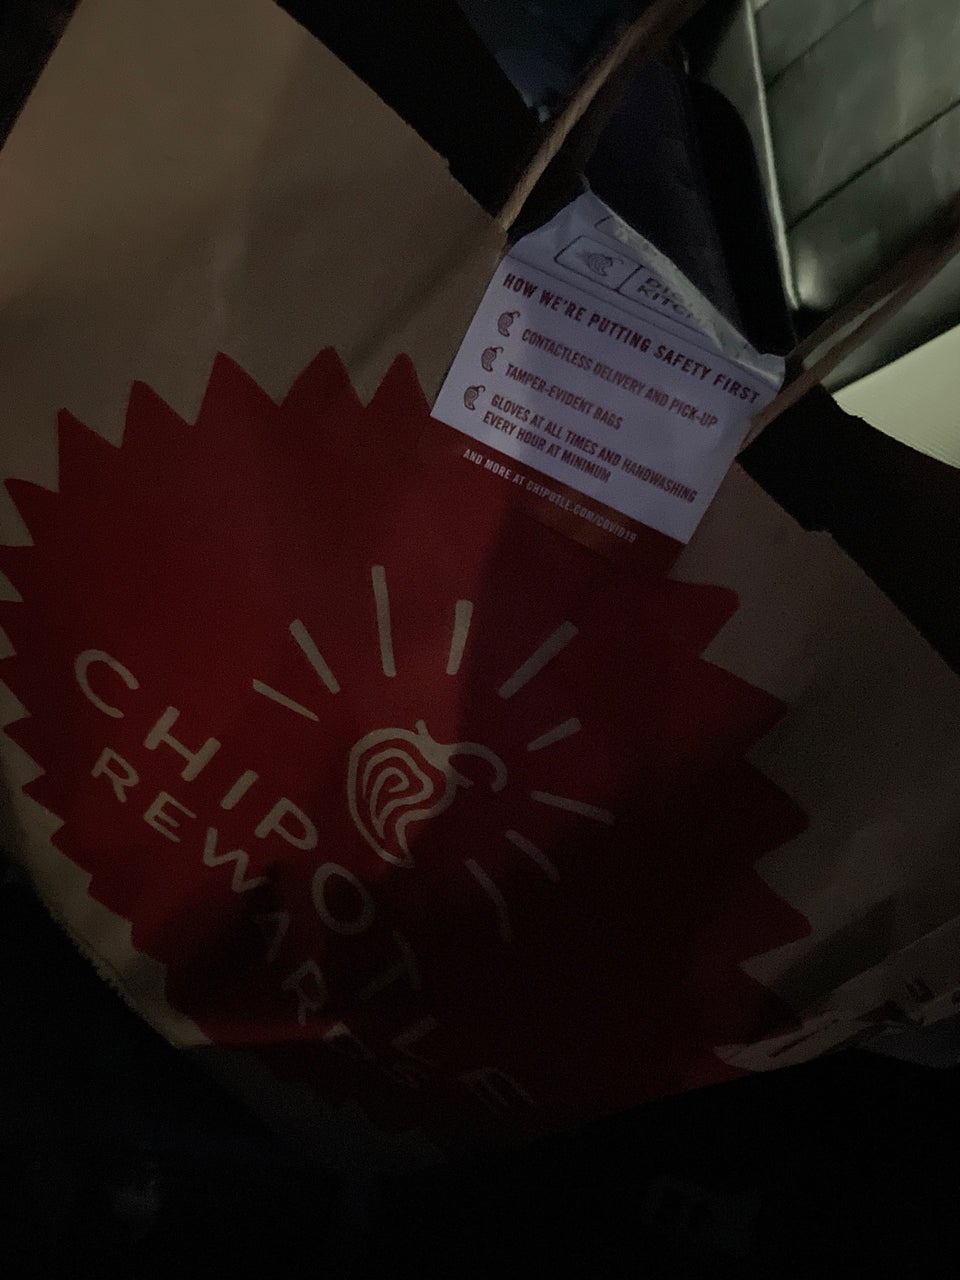 HOW WE'RE PUTTING SAFETY FIRST
CONTACTLESS DELIVERY AND PICK-UP
TAMPER-EVIDENT BAGS
GLOVES AT ALL TIMES AND HANDWASHING
EVERY HOUR AT MINIMUM
AND MORE AT CHIPOTLE.COM/COVID19
CHIPOTLE
REWARDS